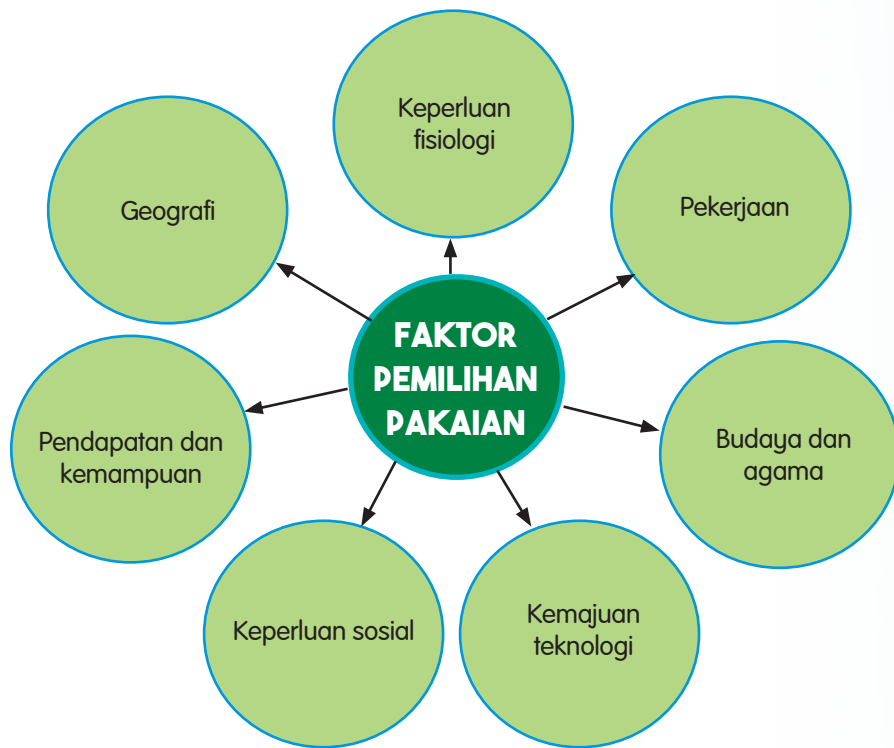 FAKTOR
PEMILIHAN
PAKAIAN
Keperluan
fisiologi
Pekerjaan
Budaya dan
agama
Kemajuan
teknologi
Keperluan sosial
Pendapatan dan
kemampuan
Geografi